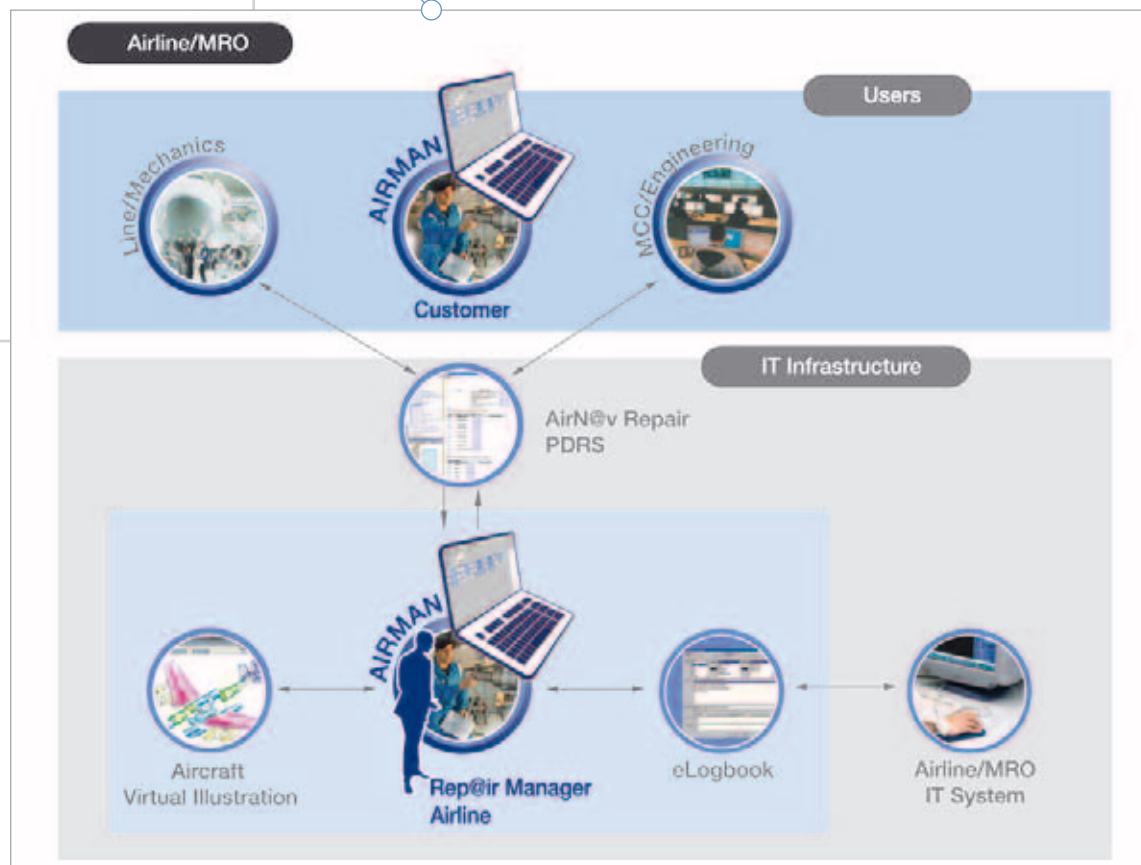 Airline/MRO
Users
Line/Mechanics
AIRMAN
MCC/Engineering
Customer
IT Infrastructure
AirN@v Repair
PDRS
AIRMAN
Aircraft
Virtual Illustration
Rep@ir Manager
Airline
eLogbook
Airline/MRO
IT System